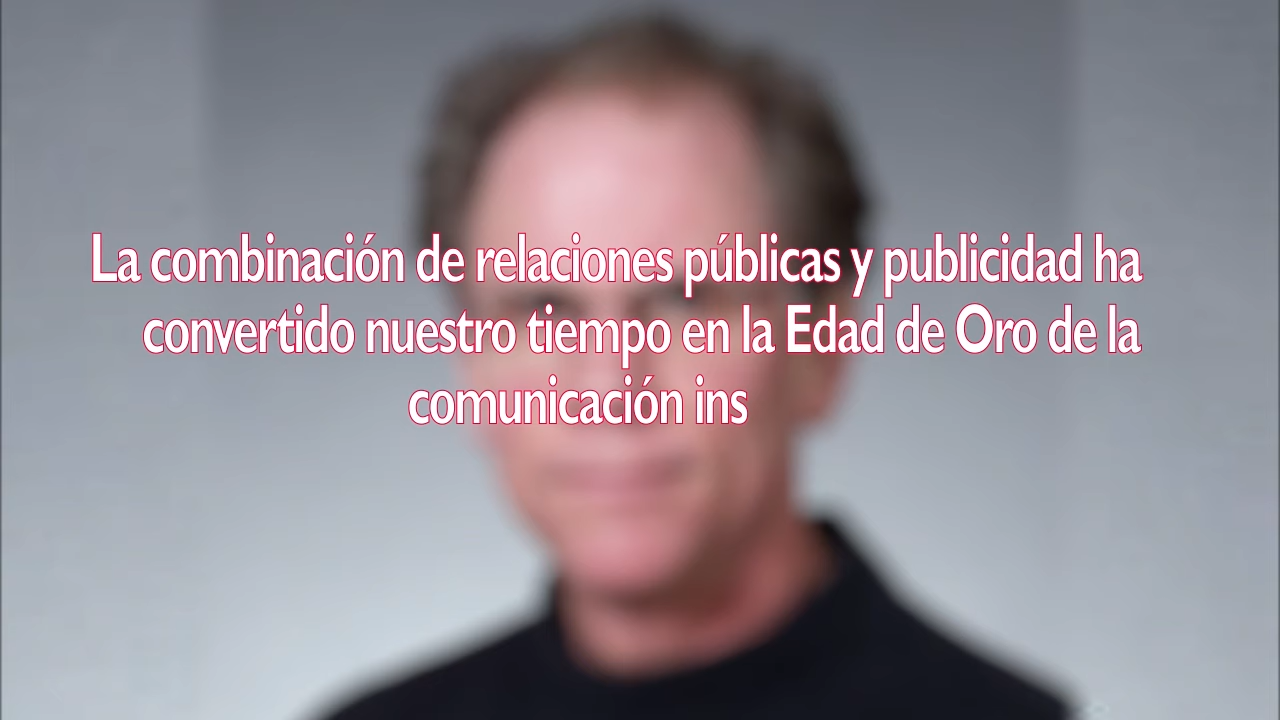 La combinación de relaciones públicas y publicidad ha
convertido nuestro tiempo en la Edad de Oro de la
comunicación ins